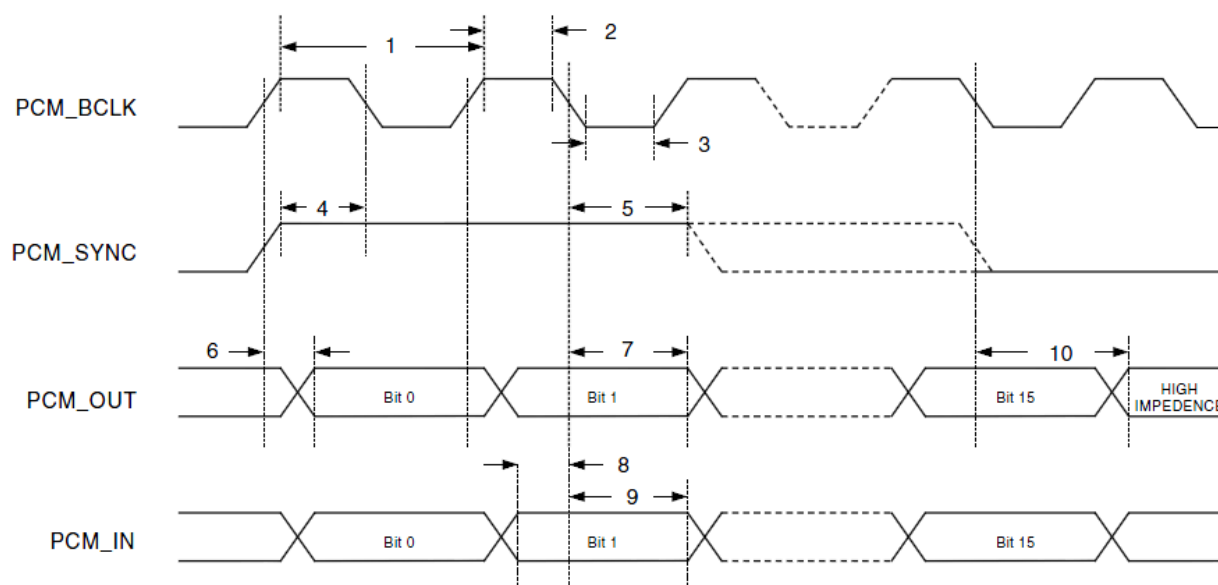 1
2
PCM_BCLK
3
4
5
PCM_SYNC
6
7
10
PCM_OUT
Bit 0
Bit 1
Bit 15
HIGH
IMPEDENCE
8
9
PCM_IN
Bit 0
Bit 1
Bit 15